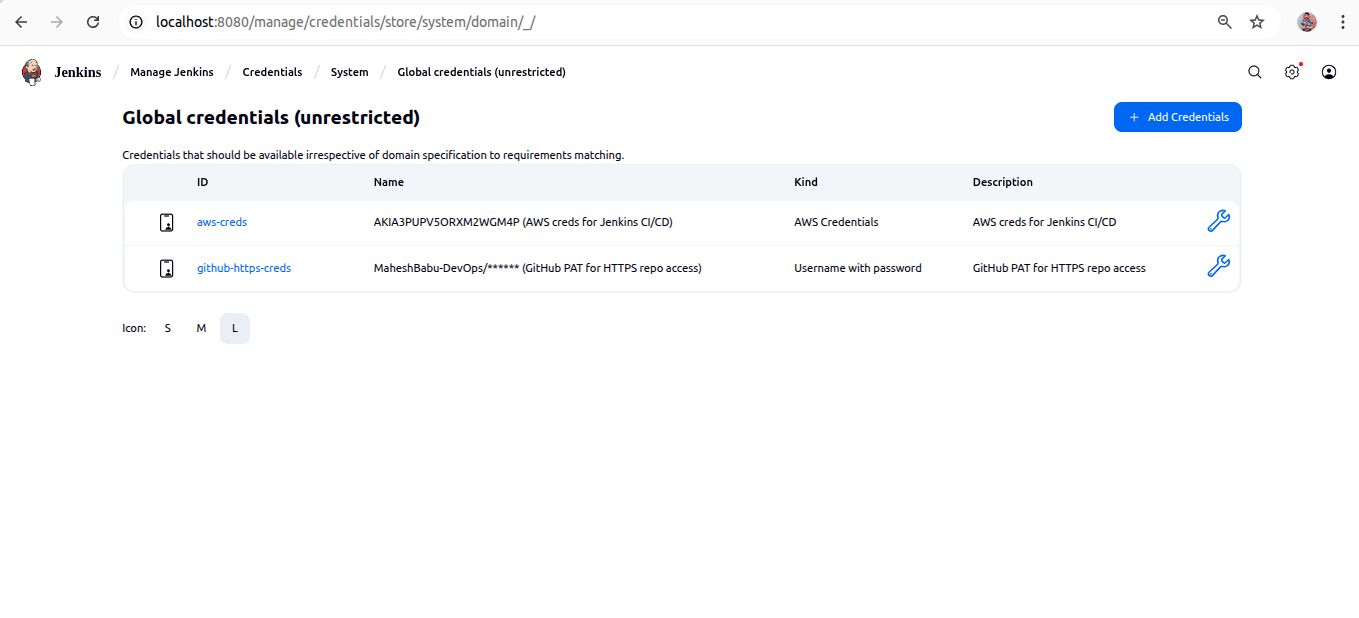 localhost:8080/manage/credentials/store/system/domain/_/
Jenkins / Manage Jenkins / Credentials / System / Global credentials (unrestricted)
Global credentials (unrestricted)
+ Add Credentials
Credentials that should be available irrespective of domain specification to requirements matching.
ID Name Kind Description
aws-creds AKIA3PUPV5ORXM2WGM4P (AWS creds for Jenkins CI/CD) AWS Credentials AWS creds for Jenkins CI/CD
github-https-creds MaheshBabu-DevOps/****** (GitHub PAT for HTTPS repo access) Username with password GitHub PAT for HTTPS repo access
Icon: S M L